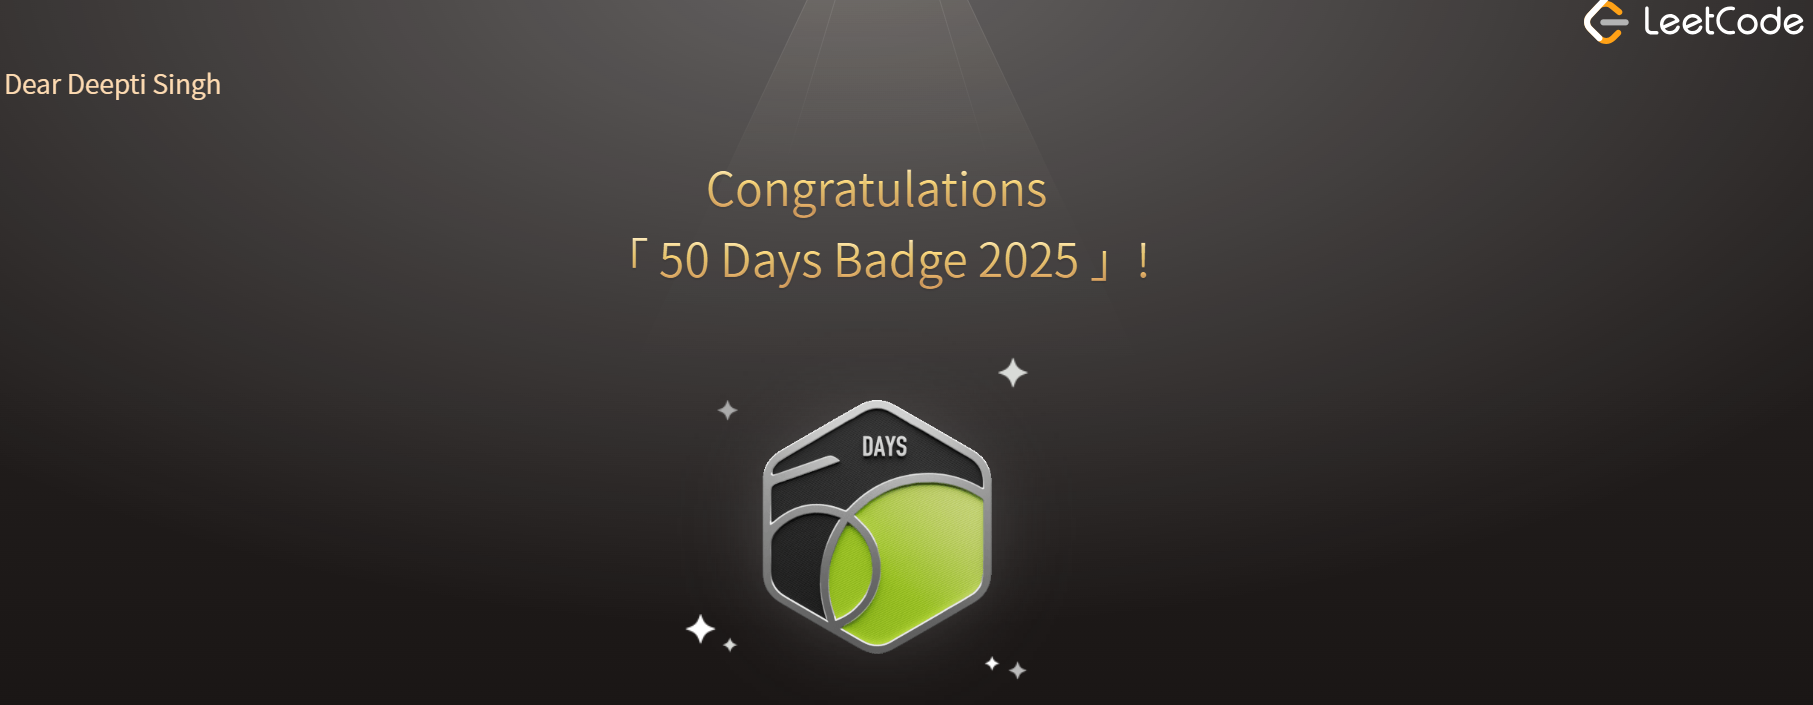 LeetCode
Dear Deepti Singh
Congratulations
「 50 Days Badge 2025 」 !
DAYS